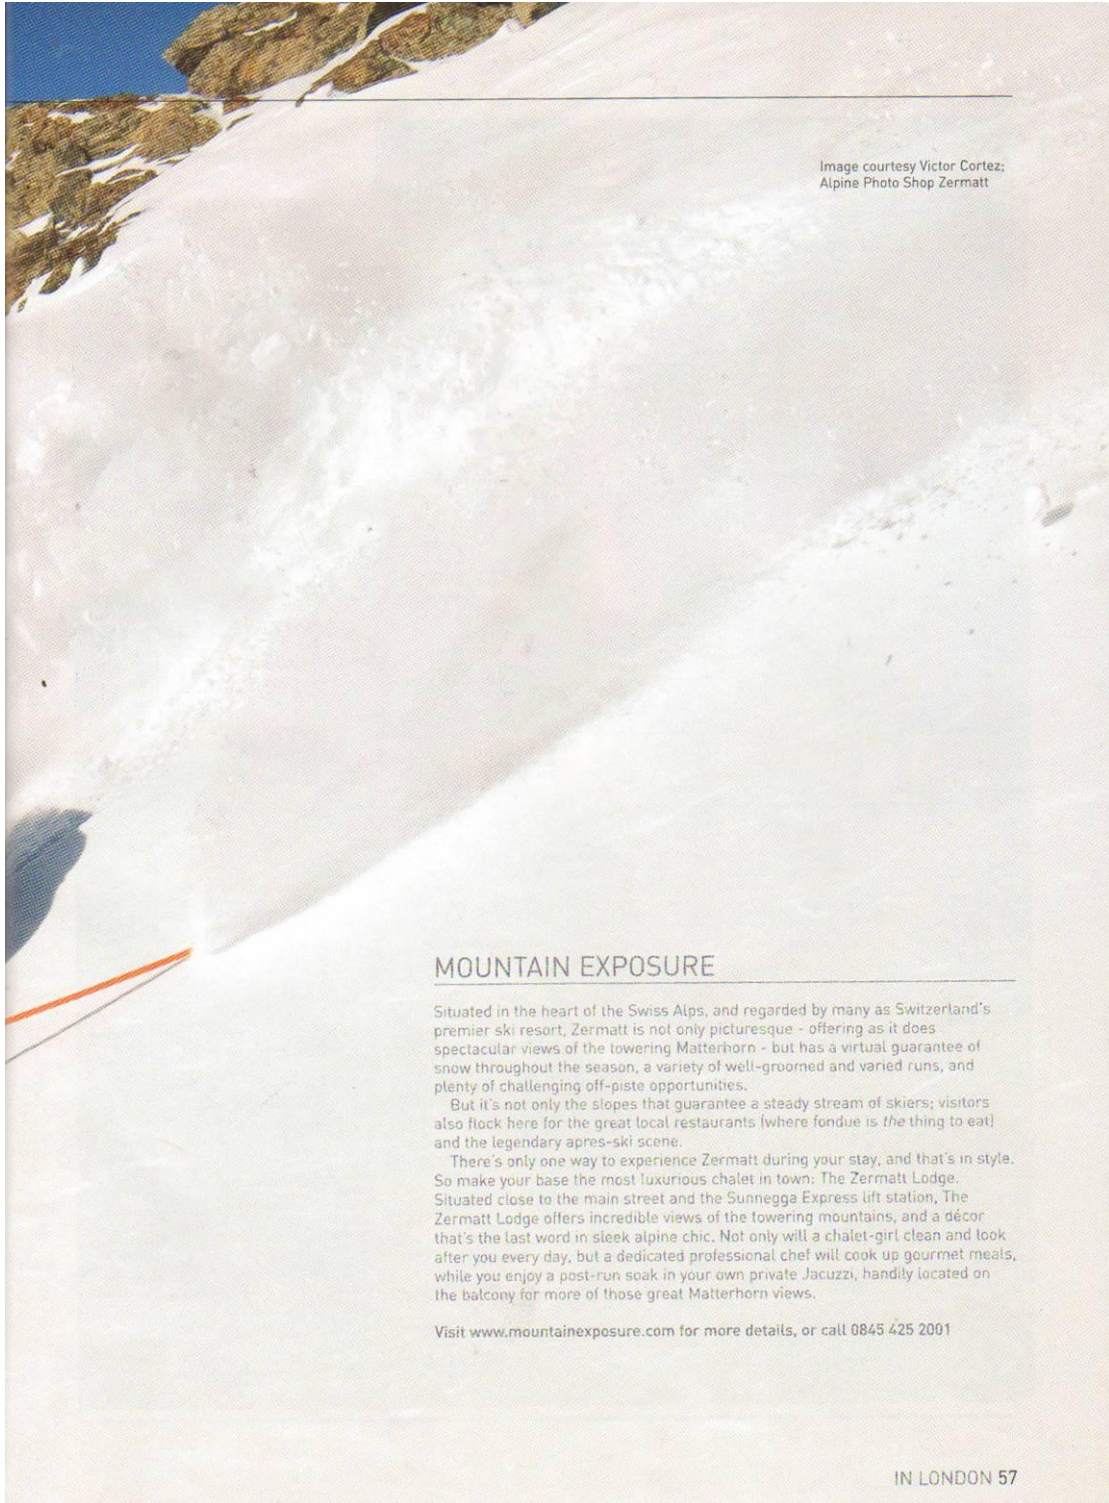 Image courtesy Victor Cortez;
Alpine Photo Shop Zermatt
MOUNTAIN EXPOSURE
Situated in the heart of the Swiss Alps, and regarded by many as Switzerland's
premier ski resort, Zermatt is not only picturesque - offering as it does
spectacular views of the towering Matterhorn - but has a virtual guarantee of
snow throughout the season, a variety of well-groomed and varied runs, and
plenty of challenging off-piste opportunities.
But it's not only the slopes that guarantee a steady stream of skiers; visitors
also flock here for the great local restaurants (where fondue is the thing to eat)
and the legendary apres-ski scene.
There's only one way to experience Zermatt during your stay, and that's in style.
So make your base the most luxurious chalet in town: The Zermatt Lodge.
Situated close to the main street and the Sunnegga Express lift station, The
Zermatt Lodge offers incredible views of the towering mountains, and a décor
that's the last word in sleek alpine chic. Not only will a chalet-girl clean and look
after you every day, but a dedicated professional chef will cook up gourmet meals,
while you enjoy a post-run soak in your own private Jacuzzi, handily located on
the balcony for more of those great Matterhorn views.
Visit www.mountainexposure.com for more details, or call 0845 425 2001
IN LONDON 57